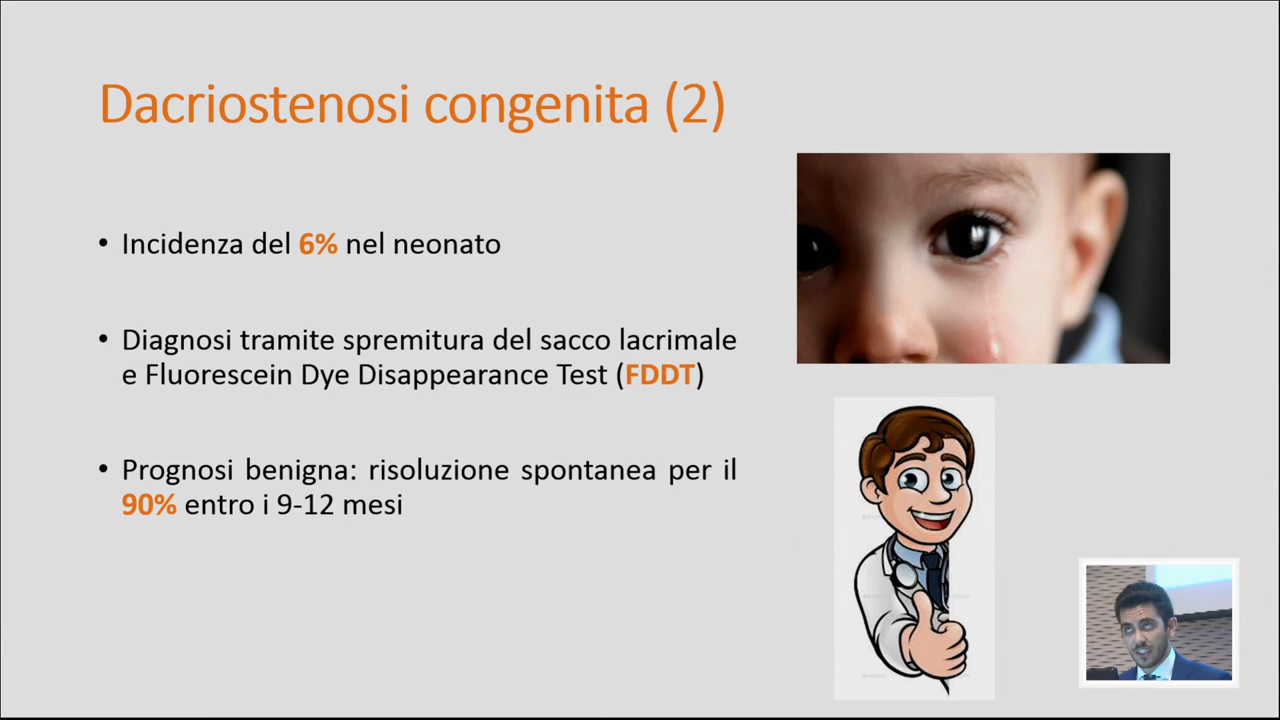 Dacriostenosi congenita (2)
• Incidenza del 6% nel neonato
• Diagnosi tramite spremitura del sacco lacrimale
e Fluorescein Dye Disappearance Test (FDDT)
• Prognosi benigna: risoluzione spontanea per il
90% entro i 9-12 mesi